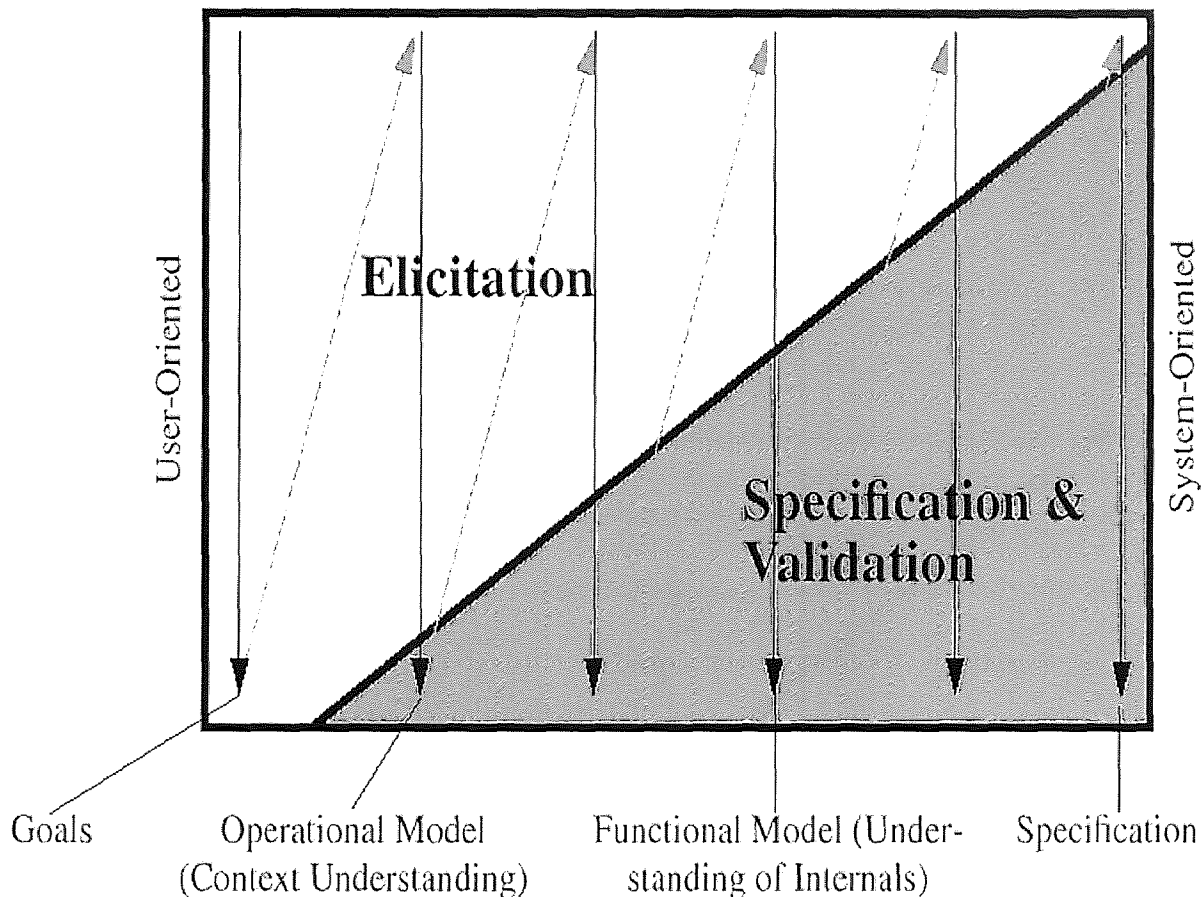 User-Oriented
Elicitation
System-Oriented
Specification &
Validation
Goals
Operational Model
(Context Understanding)
Functional Model (Under-
standing of Internals)
Specification